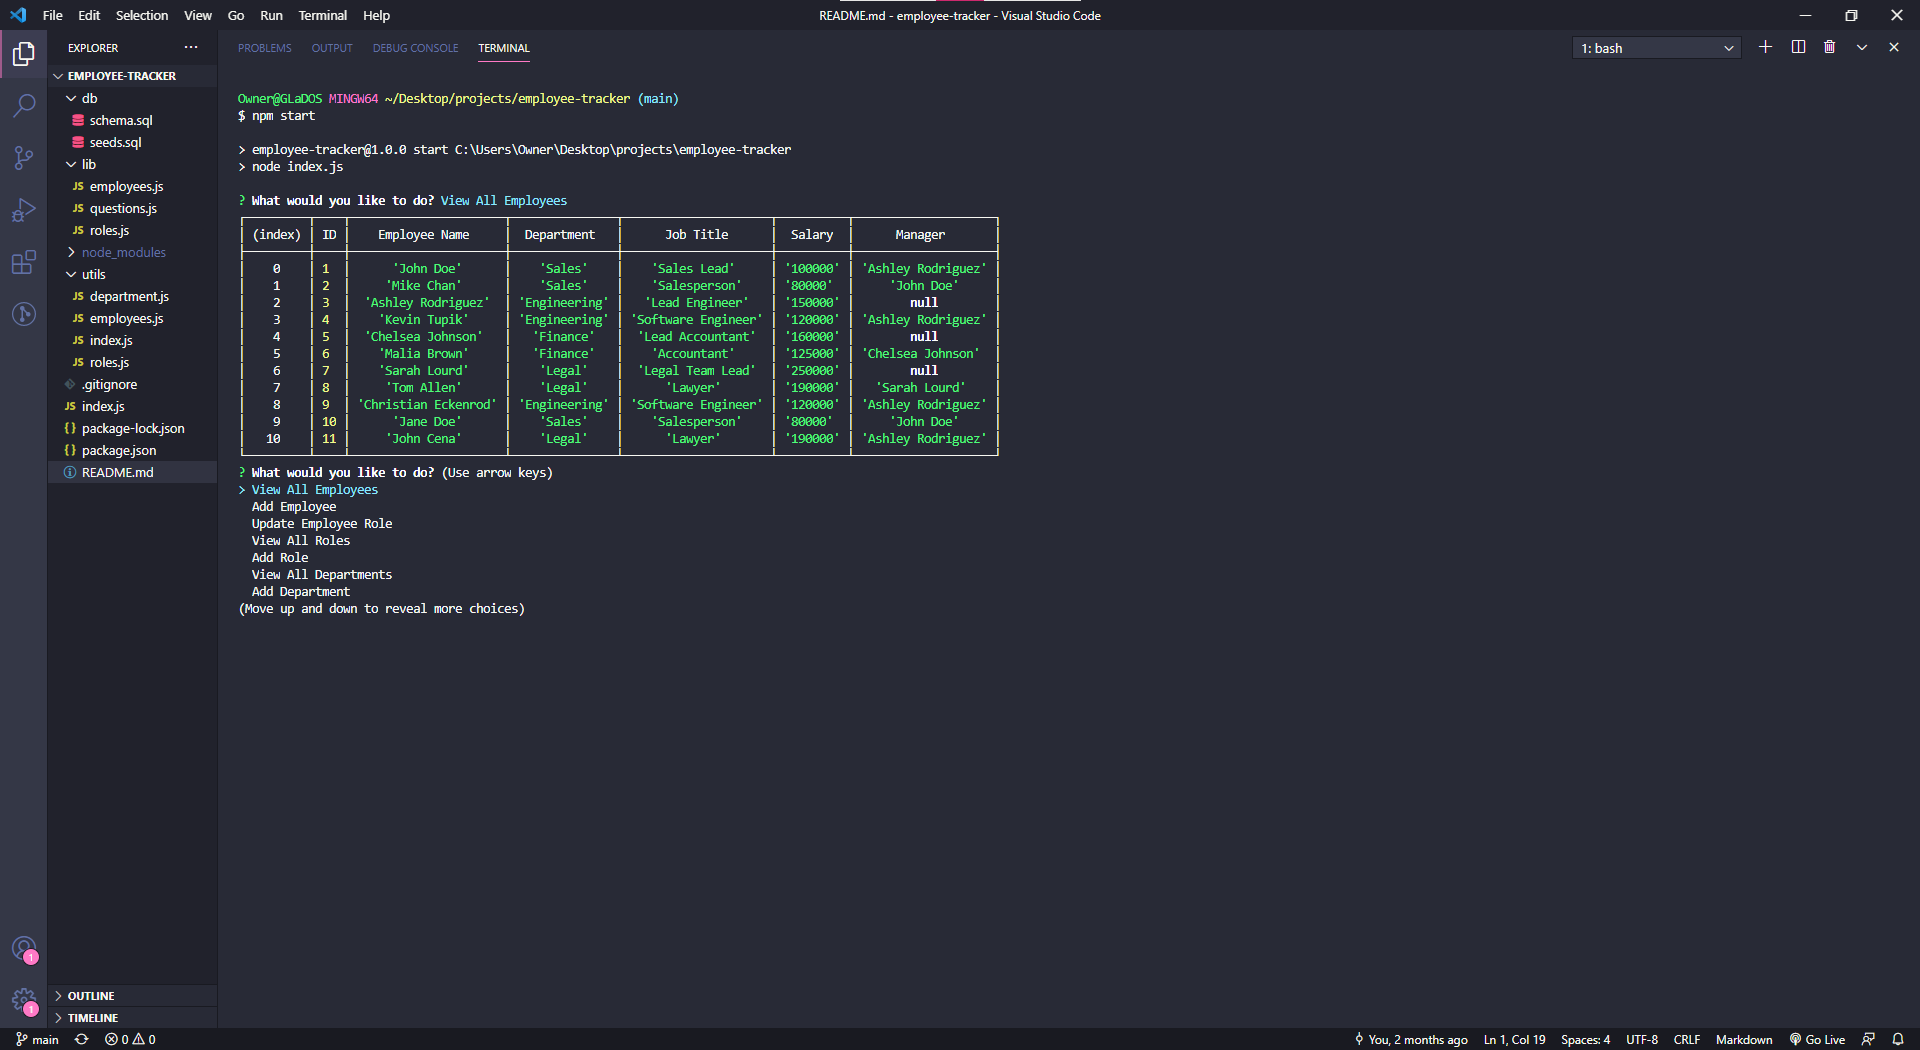 File Edit Selection View Go Run Terminal Help
README.md - employee-tracker - Visual Studio Code
EXPLORER
EMPLOYEE-TRACKER
db
schema.sql
seeds.sql
lib
JS employees.js
JS questions.js
JS roles.js
node_modules
utils
JS department.js
JS employees.js
JS index.js
JS roles.js
.gitignore
JS index.js
{} package-lock.json
{} package.json
README.md
OUTLINE
TIMELINE
1
1
PROBLEMS OUTPUT DEBUG CONSOLE TERMINAL
1: bash
Owner@GLaDOS MINGW64 ~/Desktop/projects/employee-tracker (main)
$ npm start
> employee-tracker@1.0.0 start C:\Users\Owner\Desktop\projects\employee-tracker
> node index.js
? What would you like to do? View All Employees
(index) ID Employee Name Department Job Title Salary Manager
0 1 'John Doe' 'Sales' 'Sales Lead' '100000' 'Ashley Rodriguez'
1 2 'Mike Chan' 'Sales' 'Salesperson' '80000' 'John Doe'
2 3 'Ashley Rodriguez' 'Engineering' 'Lead Engineer' '150000' null
3 4 'Kevin Tupik' 'Engineering' 'Software Engineer' '120000' 'Ashley Rodriguez'
4 5 'Chelsea Johnson' 'Finance' 'Lead Accountant' '160000' null
5 6 'Malia Brown' 'Finance' 'Accountant' '125000' 'Chelsea Johnson'
6 7 'Sarah Lourd' 'Legal' 'Legal Team Lead' '250000' null
7 8 'Tom Allen' 'Legal' 'Lawyer' '190000' 'Sarah Lourd'
8 9 'Christian Eckenrod' 'Engineering' 'Software Engineer' '120000' 'Ashley Rodriguez'
9 10 'Jane Doe' 'Sales' 'Salesperson' '80000' 'John Doe'
10 11 'John Cena' 'Legal' 'Lawyer' '190000' 'Ashley Rodriguez'
? What would you like to do? (Use arrow keys)
> View All Employees
Add Employee
Update Employee Role
View All Roles
Add Role
View All Departments
Add Department
(Move up and down to reveal more choices)
main 0 0 You, 2 months ago Ln 1, Col 19 Spaces: 4 UTF-8 CRLF Markdown Go Live